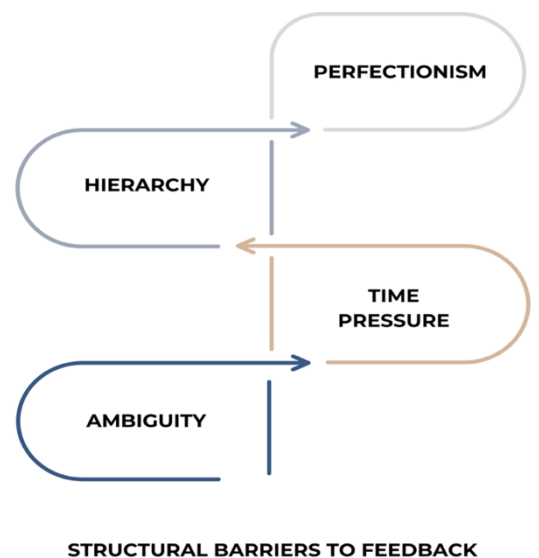 PERFECTIONISM
HIERARCHY
TIME
PRESSURE
AMBIGUITY
STRUCTURAL BARRIERS TO FEEDBACK